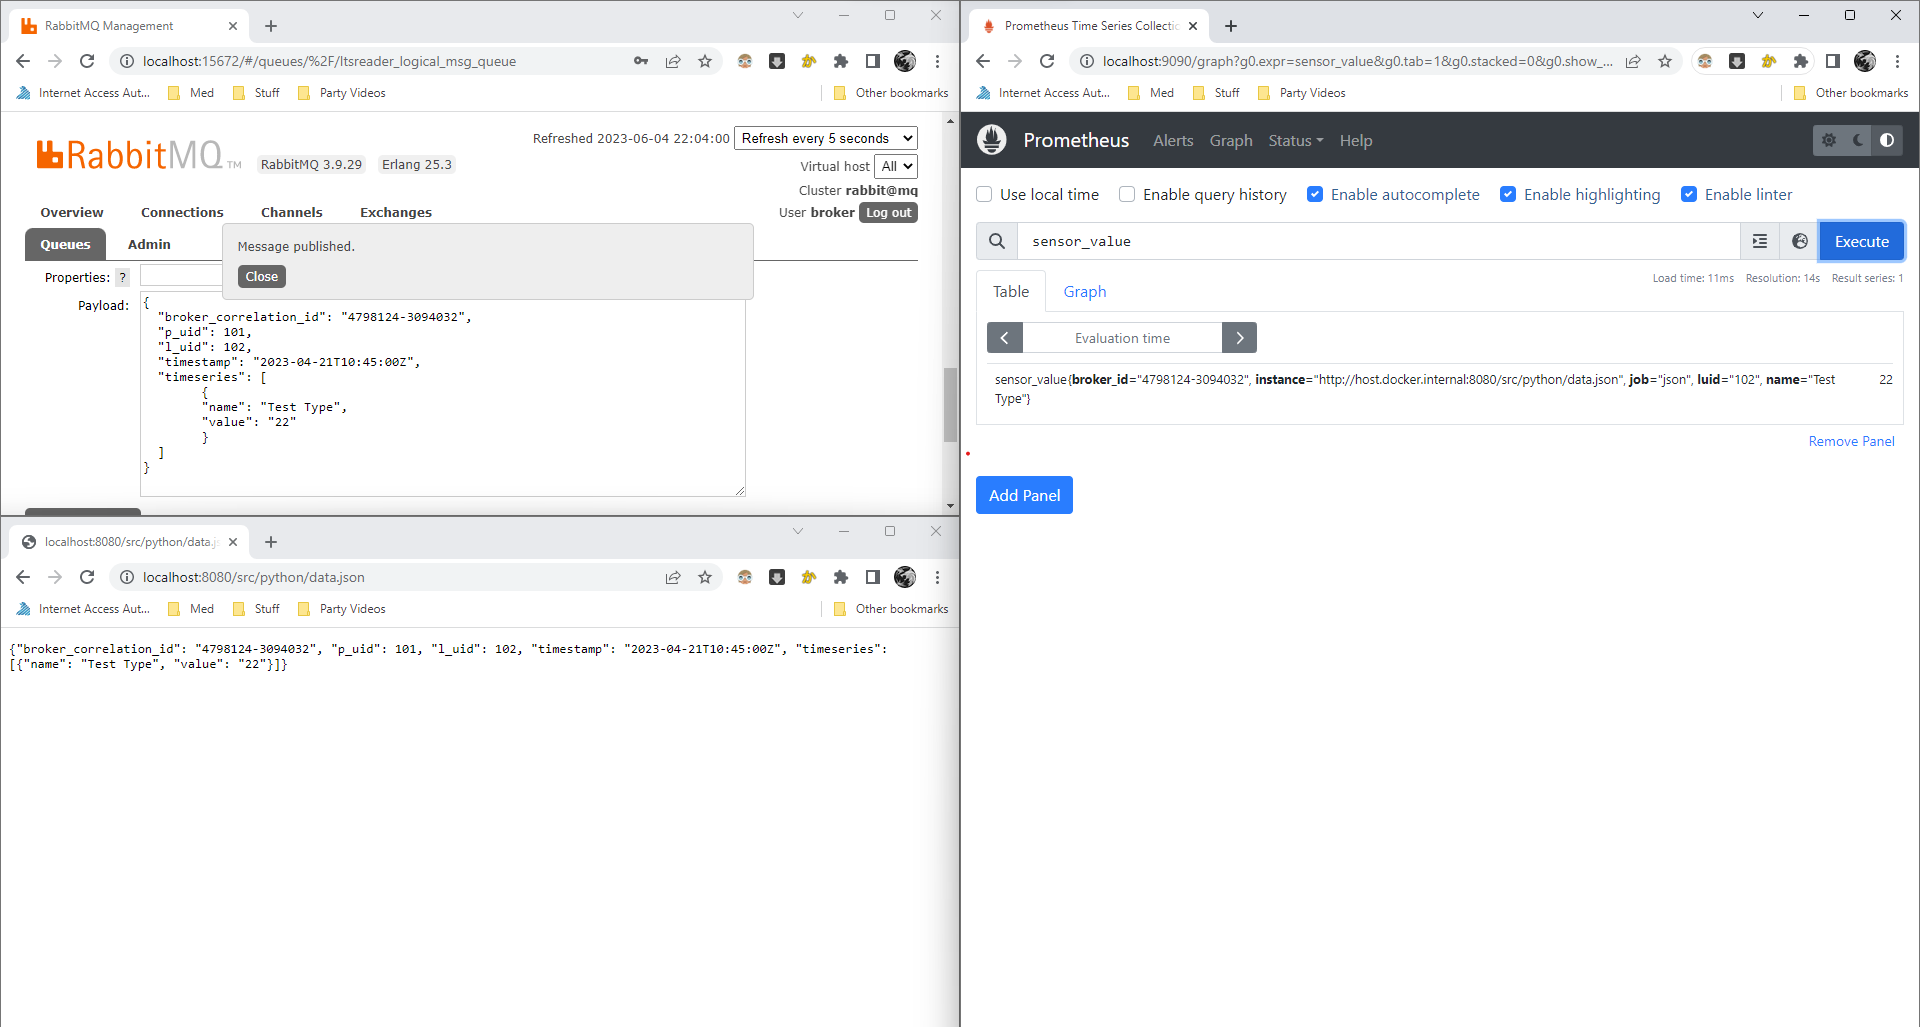 RabbitMQ Management
localhost:15672/#/queues/%2F/ltsreader_logical_msg_queue
Internet Access Aut...
Med
Stuff
Party Videos
Other bookmarks
RabbitMQ TM
RabbitMQ 3.9.29
Erlang 25.3
Refreshed 2023-06-04 22:04:00
Refresh every 5 seconds
Virtual host
All
Cluster rabbit@mq
User broker
Log out
Overview
Connections
Channels
Exchanges
Queues
Admin
Message published.
Close
Properties:
?
Payload:
{
"broker_correlation_id": "4798124-3094032",
"p_uid": 101,
"l_uid": 102,
"timestamp": "2023-04-21T10:45:00Z",
"timeseries": [
{
"name": "Test Type",
"value": "22"
}
]
}
localhost:8080/src/python/data.j
localhost:8080/src/python/data.json
Internet Access Aut...
Med
Stuff
Party Videos
Other bookmarks
{"broker_correlation_id": "4798124-3094032", "p_uid": 101, "l_uid": 102, "timestamp": "2023-04-21T10:45:00Z", "timeseries":
[{"name": "Test Type", "value": "22"}]}
Prometheus Time Series Collecti
localhost:9090/graph?g0.expr=sensor_value&g0.tab=1&g0.stacked=0&g0.show_...
Internet Access Aut...
Med
Stuff
Party Videos
Other bookmarks
Prometheus
Alerts
Graph
Status
Help
Use local time
Enable query history
Enable autocomplete
Enable highlighting
Enable linter
sensor_value
Execute
Load time: 11ms
Resolution: 14s
Result series: 1
Table
Graph
Evaluation time
sensor_value{broker_id="4798124-3094032", instance="http://host.docker.internal:8080/src/python/data.json", job="json", luid="102", name="Test
Type"}
22
Remove Panel
Add Panel